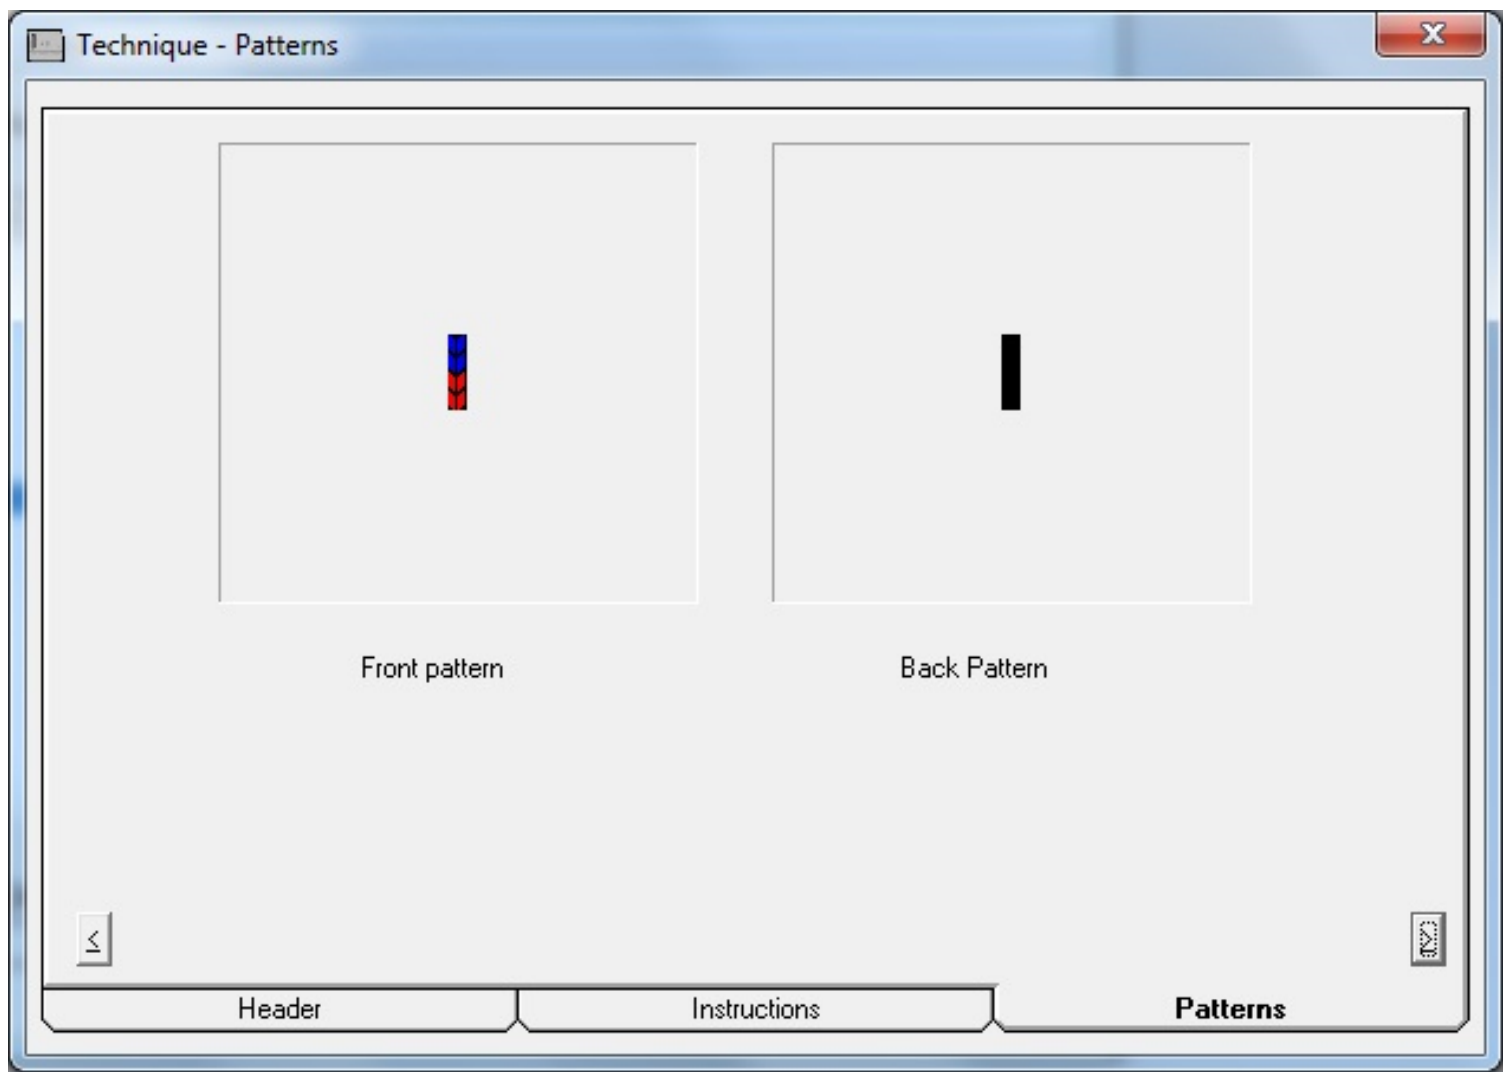 Technique - Patterns
x
Front pattern
Back Pattern
<
>
Header
Instructions
Patterns